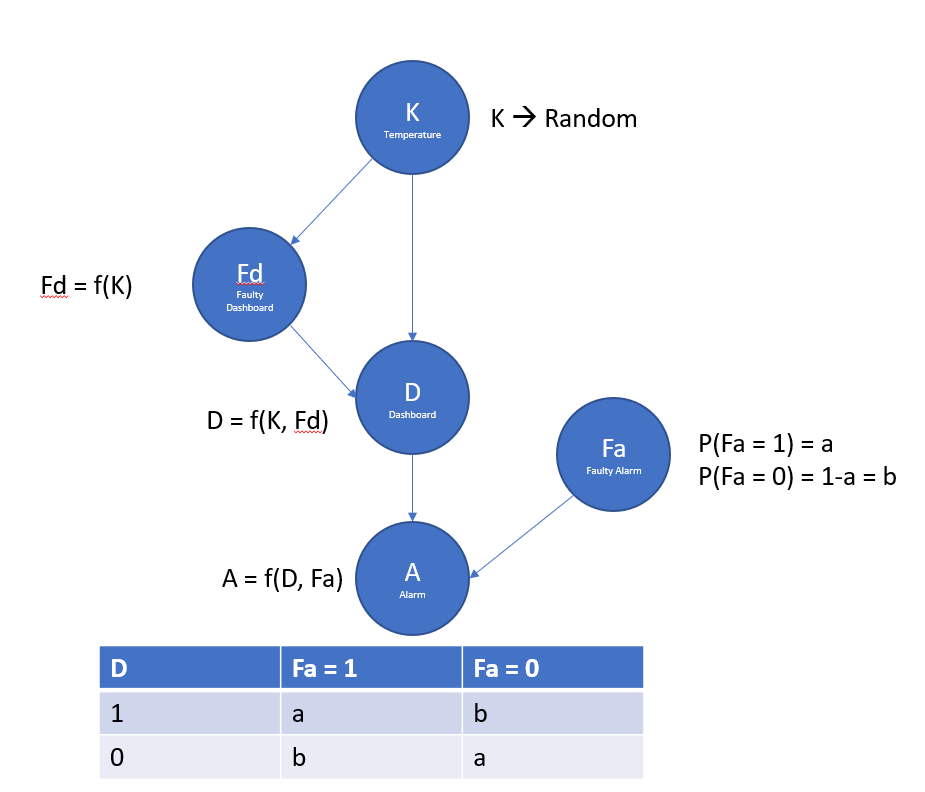 K
Temperature
K → Random
Fd
Faulty
Dashboard
Fd = f(K)
D
Dashboard
D = f(K, Fd)
Fa
Faulty Alarm
P(Fa = 1) = a
P(Fa = 0) = 1-a = b
A
Alarm
A = f(D, Fa)
D Fa = 1 Fa = 0
1 a b
0 b a